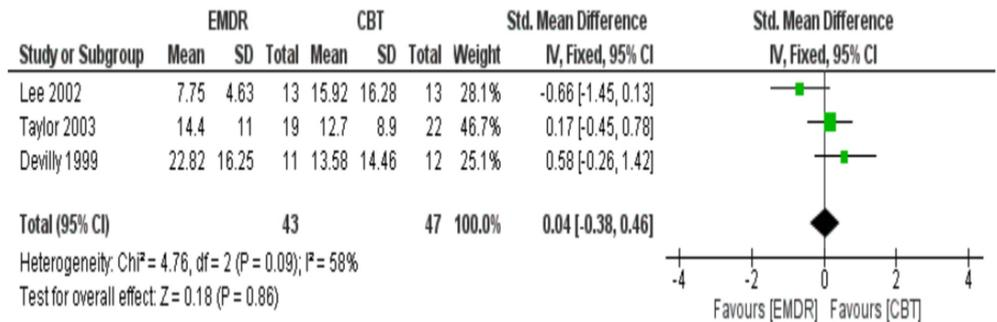 EMDR CBT Std. Mean Difference Std. Mean Difference
Study or Subgroup Mean SD Total Mean SD Total Weight IV, Fixed, 95% CI IV, Fixed, 95% CI
Lee 2002 7.75 4.63 13 15.92 16.28 13 28.1% -0.66 [-1.45, 0.13]
Taylor 2003 14.4 11 19 12.7 8.9 22 46.7% 0.17 [-0.45, 0.78]
Devilly 1999 22.82 16.25 11 13.58 14.46 12 25.1% 0.58 [-0.26, 1.42]
Total (95% CI) 43 47 100.0% 0.04 [-0.38, 0.46]
Heterogeneity: Chi² = 4.76, df = 2 (P = 0.09); I² = 58%
Test for overall effect: Z = 0.18 (P = 0.86)
-4 -2 0 2 4
Favours [EMDR] Favours [CBT]